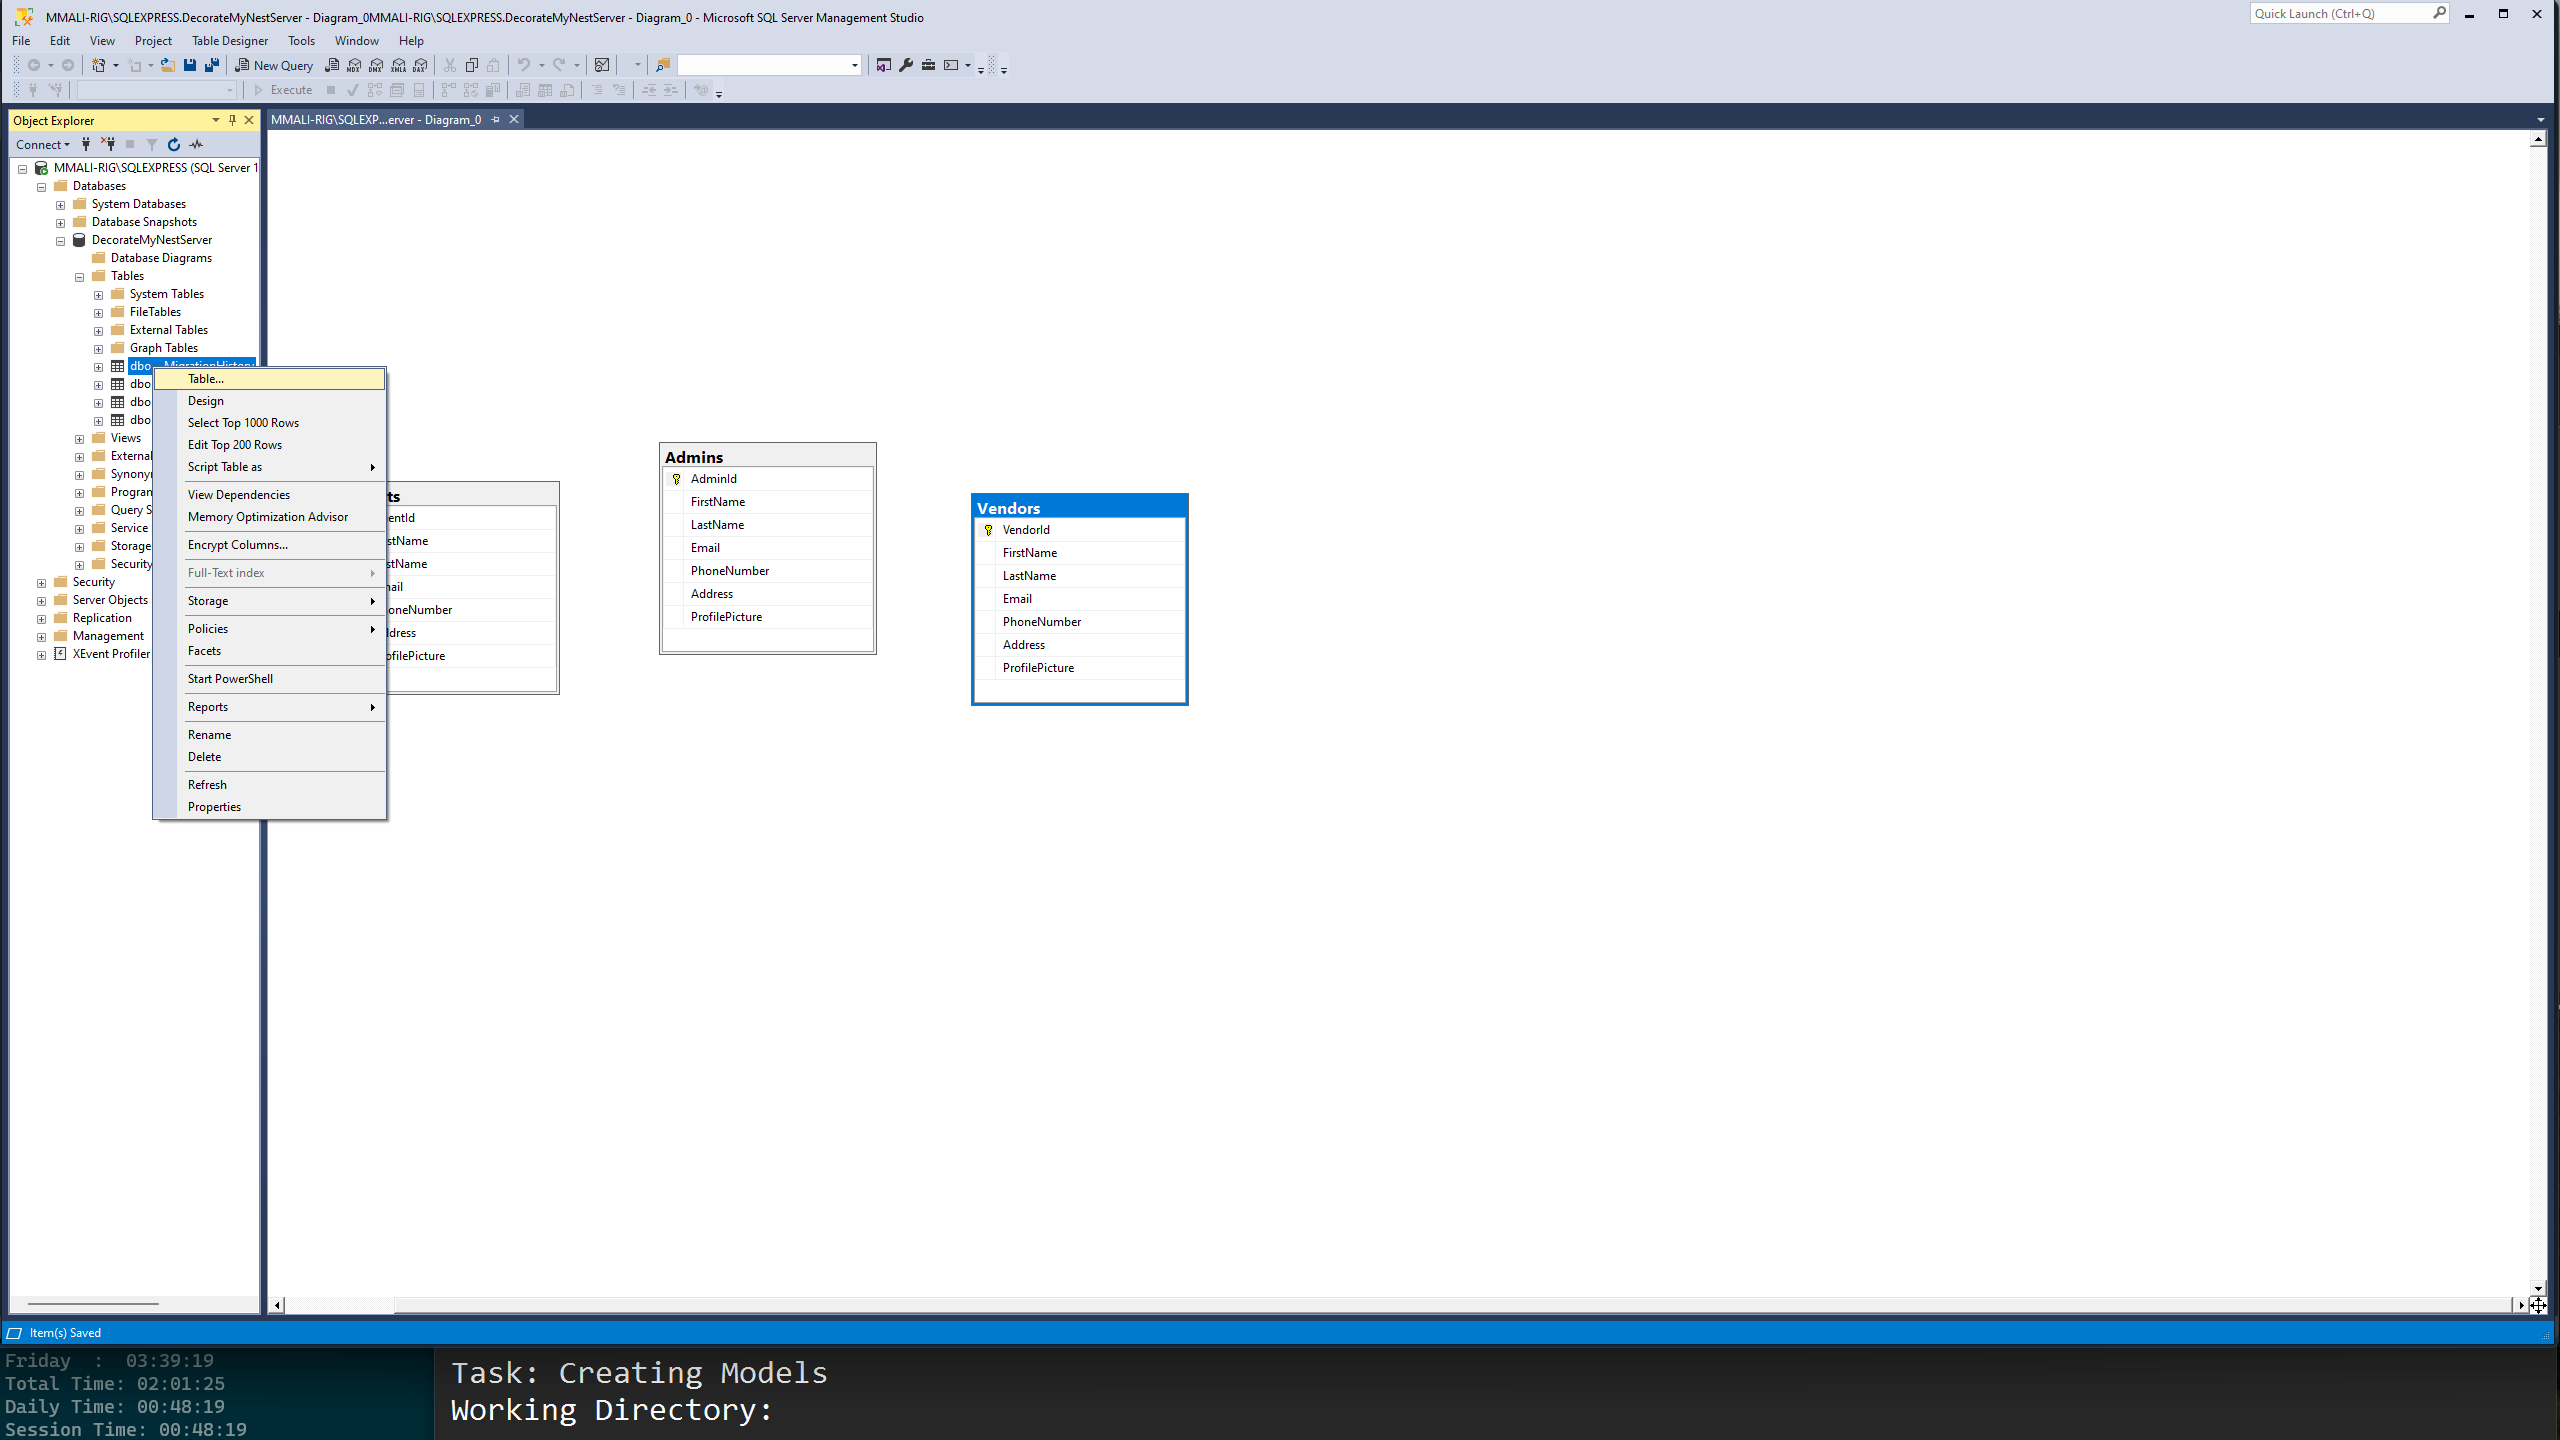 MMALI-RIG\SQLEXPRESS.DecorateMyNestServer - Diagram_0MMALI-RIG\SQLEXPRESS.DecorateMyNestServer - Diagram_0 - Microsoft SQL Server Management Studio
Quick Launch (Ctrl+Q)
File Edit View Project Table Designer Tools Window Help
New Query
MDX DMX XMLA DAX
Execute
Object Explorer
MMALI-RIG\SQLEXP...erver - Diagram_0
Connect
MMALI-RIG\SQLEXPRESS (SQL Server 1
Databases
System Databases
Database Snapshots
DecorateMyNestServer
Database Diagrams
Tables
System Tables
FileTables
External Tables
Graph Tables
dbo
dbo
dbo
dbo
Views
External
Synony
Progran
Query S
Service
Storage
Security
Security
Server Objects
Replication
Management
XEvent Profiler
Table...
Design
Select Top 1000 Rows
Edit Top 200 Rows
Script Table as
View Dependencies
Memory Optimization Advisor
Encrypt Columns...
Full-Text index
Storage
Policies
Facets
Start PowerShell
Reports
Rename
Delete
Refresh
Properties
ts
entId
stName
stName
ail
oneNumber
dress
ofilePicture
Admins
AdminId
FirstName
LastName
Email
PhoneNumber
Address
ProfilePicture
Vendors
VendorId
FirstName
LastName
Email
PhoneNumber
Address
ProfilePicture
Item(s) Saved
Friday : 03:39:19
Total Time: 02:01:25
Daily Time: 00:48:19
Session Time: 00:48:19
Task: Creating Models
Working Directory: